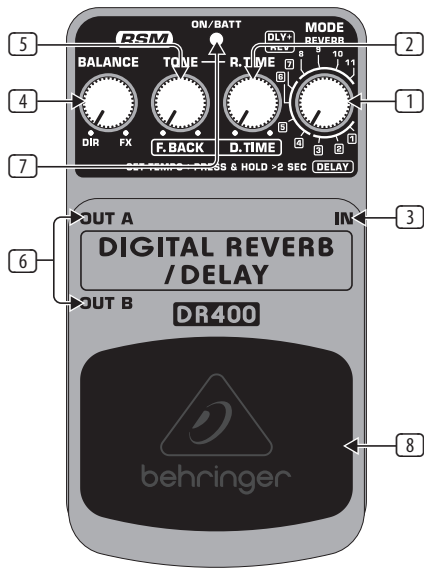 ON/BATT
RSM
DLY+
REV
MODE
REVERB
BALANCE
TONE
R.TIME
7 8 9 10 11
6
5
4 3 2 1
DIR FX
F.BACK
D.TIME
SET TEMPO - PRESS & HOLD >2 SEC DELAY
OUT A
IN
DIGITAL REVERB
/DELAY
OUT B
DR400
behringer
5
2
4
1
7
3
6
8